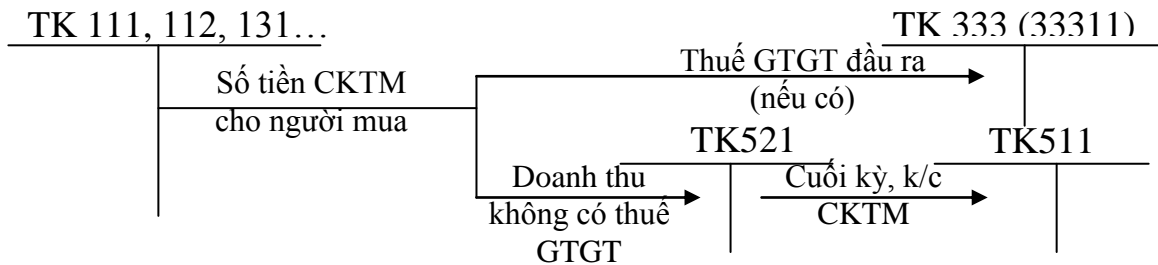 TK 111, 112, 131…
TK 333 (33311)
Số tiền CKTM
cho người mua
Thuế GTGT đầu ra
(nếu có)
TK521
TK511
Doanh thu
không có thuế
GTGT
Cuối kỳ, k/c
CKTM